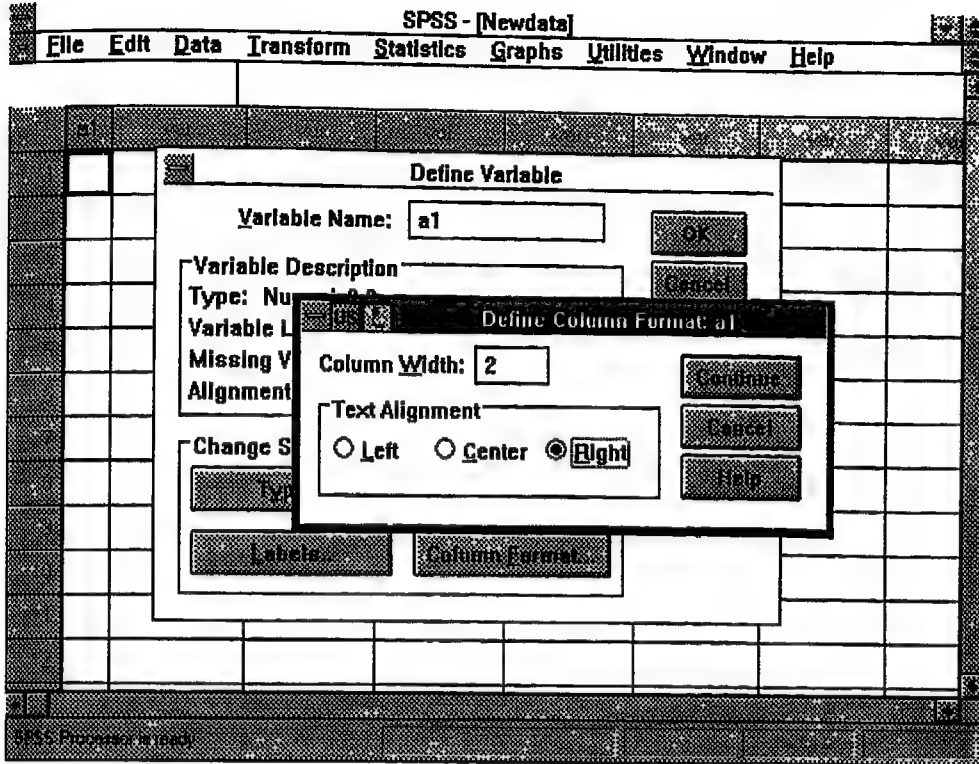 SPSS - [Newdata]
File Edit Data Transform Statistics Graphs Utilities Window Help
a1
Define Variable
Variable Name: a1
OK
Variable Description
Cancel
Type:
Define Column Format: a1
Variable L
Missing V
Column Width: 2
Continue
Alignment
Text Alignment
Cancel
Change S
Left Center Right
Help
Typ
Labels...
Column Format...
SPSS Processor is ready